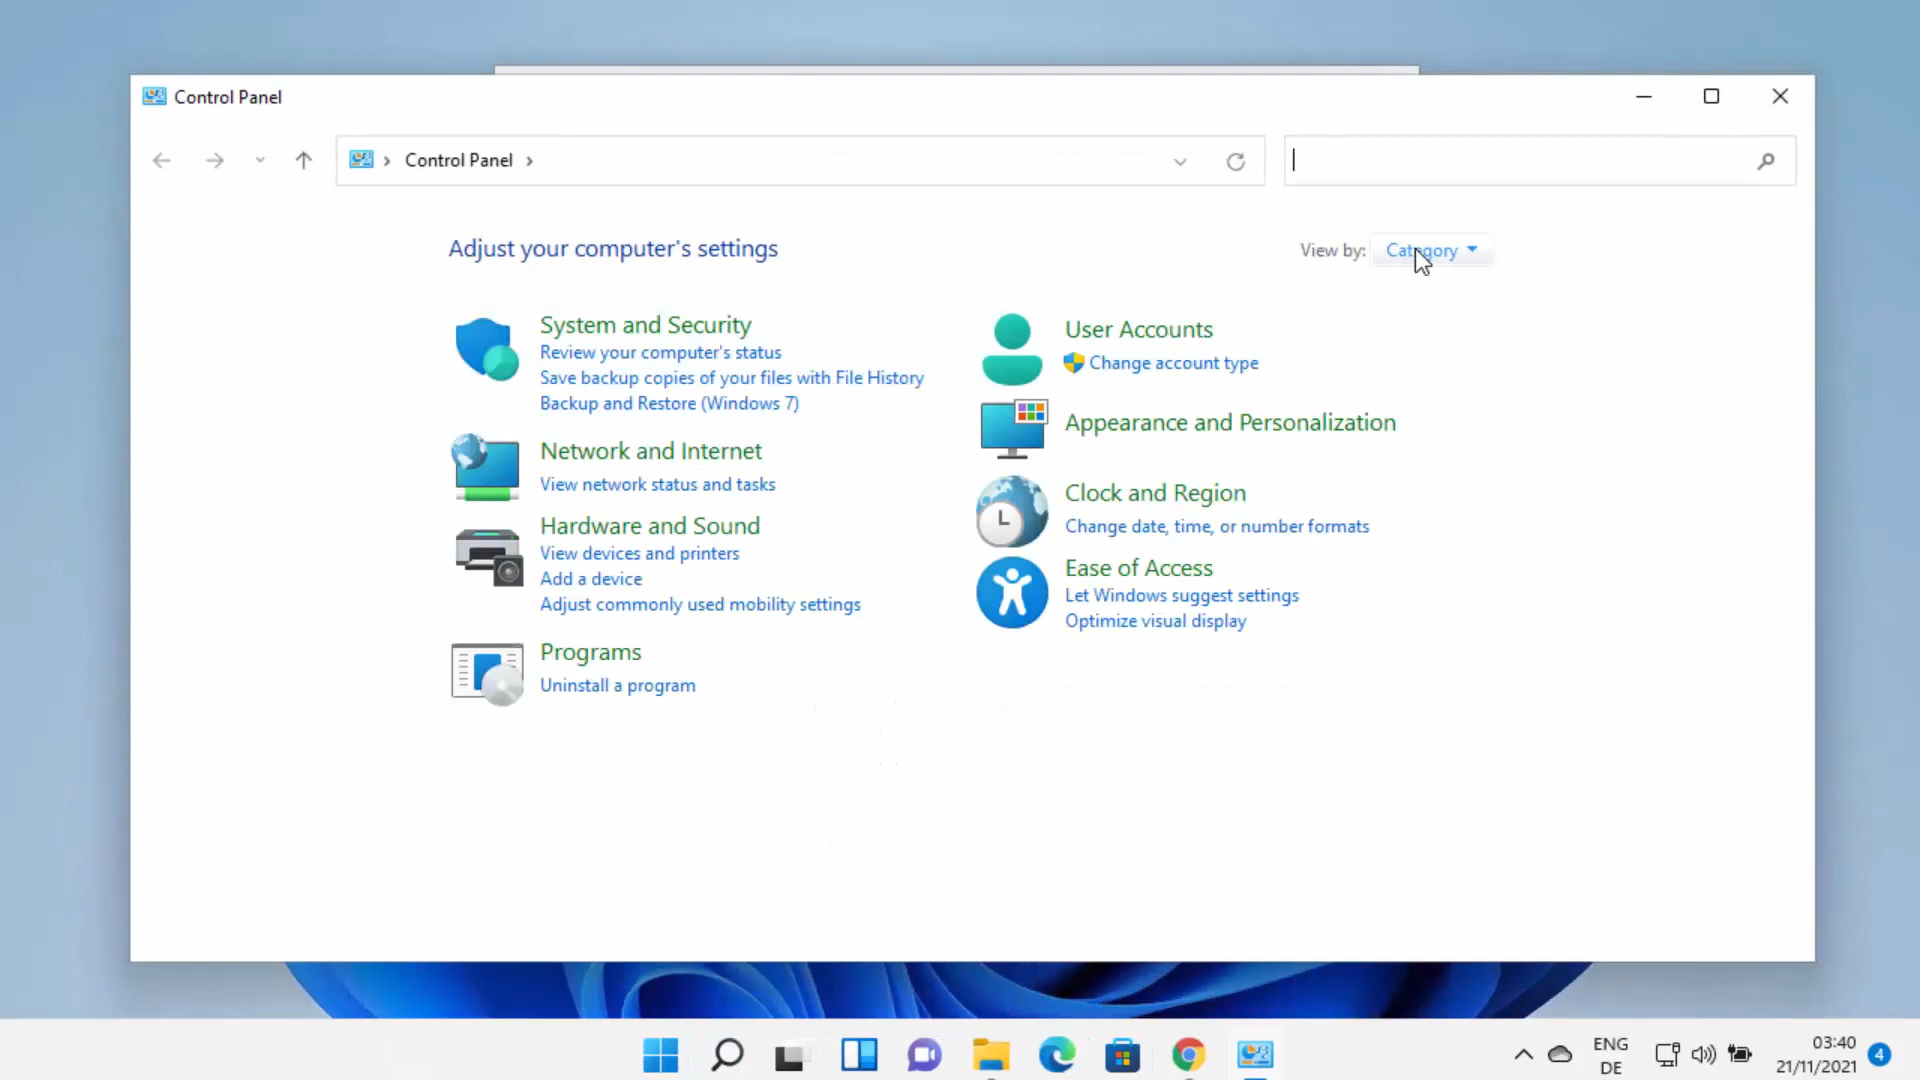 Control Panel
Control Panel
Adjust your computer's settings
View by: Category
System and Security
Review your computer's status
Save backup copies of your files with File History
Backup and Restore (Windows 7)
Network and Internet
View network status and tasks
Hardware and Sound
View devices and printers
Add a device
Adjust commonly used mobility settings
Programs
Uninstall a program
User Accounts
Change account type
Appearance and Personalization
Clock and Region
Change date, time, or number formats
Ease of Access
Let Windows suggest settings
Optimize visual display
ENG
DE
03:40
21/11/2021
4